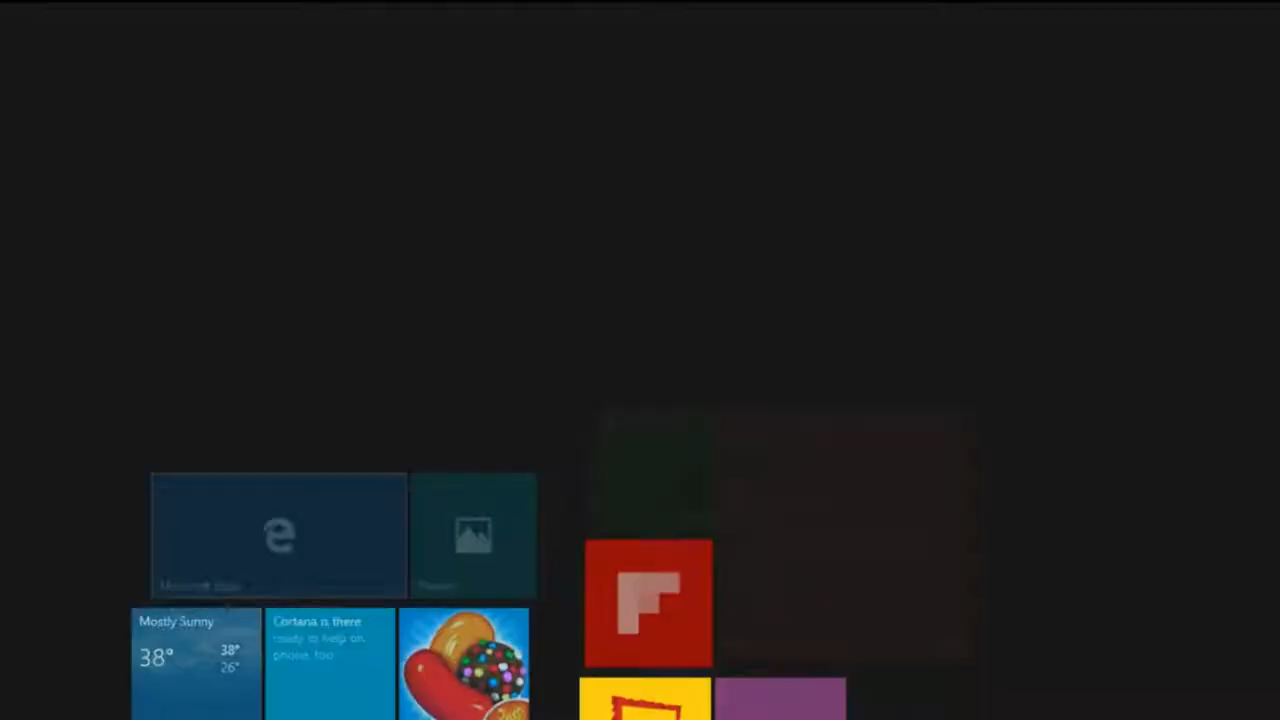 Mostly Sunny
38°
38°
26°
Cortana is there
ready to help on
phone, too